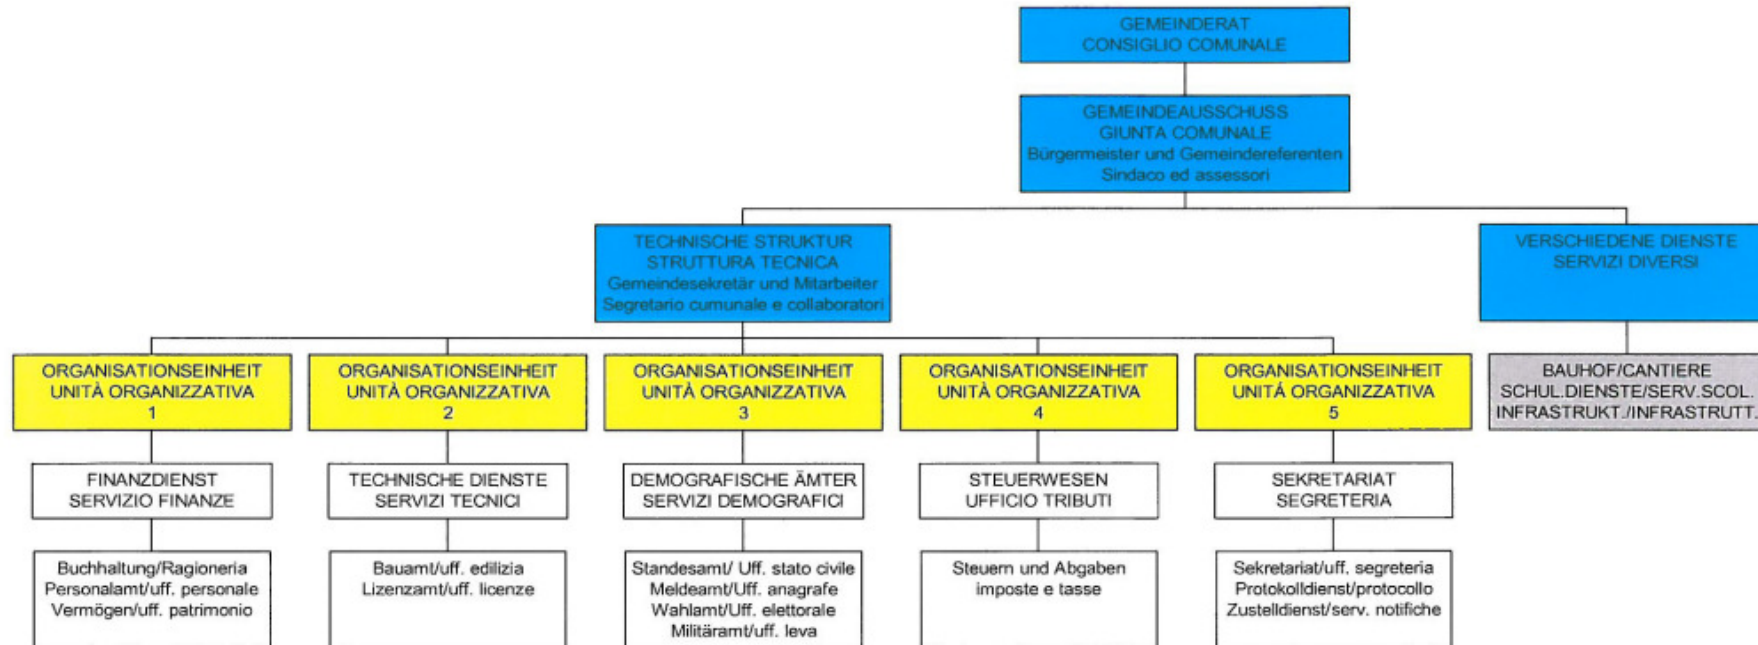 GEMEINDERAT
CONSIGLIO COMUNALE
GEMEINDEAUSSCHUSS
GIUNTA COMUNALE
Bürgermeister und Gemeindereferenten
Sindaco ed assessori
TECHNISCHE STRUKTUR
STRUTTURA TECNICA
Gemeindesekretär und Mitarbeiter
Segretario cumunale e collaboratori
VERSCHIEDENE DIENSTE
SERVIZI DIVERSI
ORGANISATIONSEINHEIT
UNITÀ ORGANIZZATIVA
1
ORGANISATIONSEINHEIT
UNITÀ ORGANIZZATIVA
2
ORGANISATIONSEINHEIT
UNITÀ ORGANIZZATIVA
3
ORGANISATIONSEINHEIT
UNITÀ ORGANIZZATIVA
4
ORGANISATIONSEINHEIT
UNITÁ ORGANIZZATIVA
5
BAUHOF/CANTIERE
SCHUL.DIENSTE/SERV.SCOL.
INFRASTRUKT./INFRASTRUTT.
FINANZDIENST
SERVIZIO FINANZE
TECHNISCHE DIENSTE
SERVIZI TECNICI
DEMOGRAFISCHE ÄMTER
SERVIZI DEMOGRAFICI
STEUERWESEN
UFFICIO TRIBUTI
SEKRETARIAT
SEGRETERIA
Buchhaltung/Ragioneria
Personalamt/uff. personale
Vermögen/uff. patrimonio
Bauamt/uff. edilizia
Lizenzamt/uff. licenze
Standesamt/ Uff. stato civile
Meldeamt/Uff. anagrafe
Wahlamt/Uff. elettorale
Militäramt/uff. leva
Steuern und Abgaben
imposte e tasse
Sekretariat/uff. segreteria
Protokolldienst/protocollo
Zustelldienst/serv. notifiche